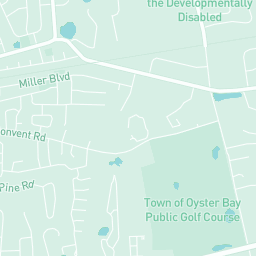 the Developmentally
Disabled
Miller Blvd
onvent Rd
Pine Rd
Town of Oyster Bay
Public Golf Course